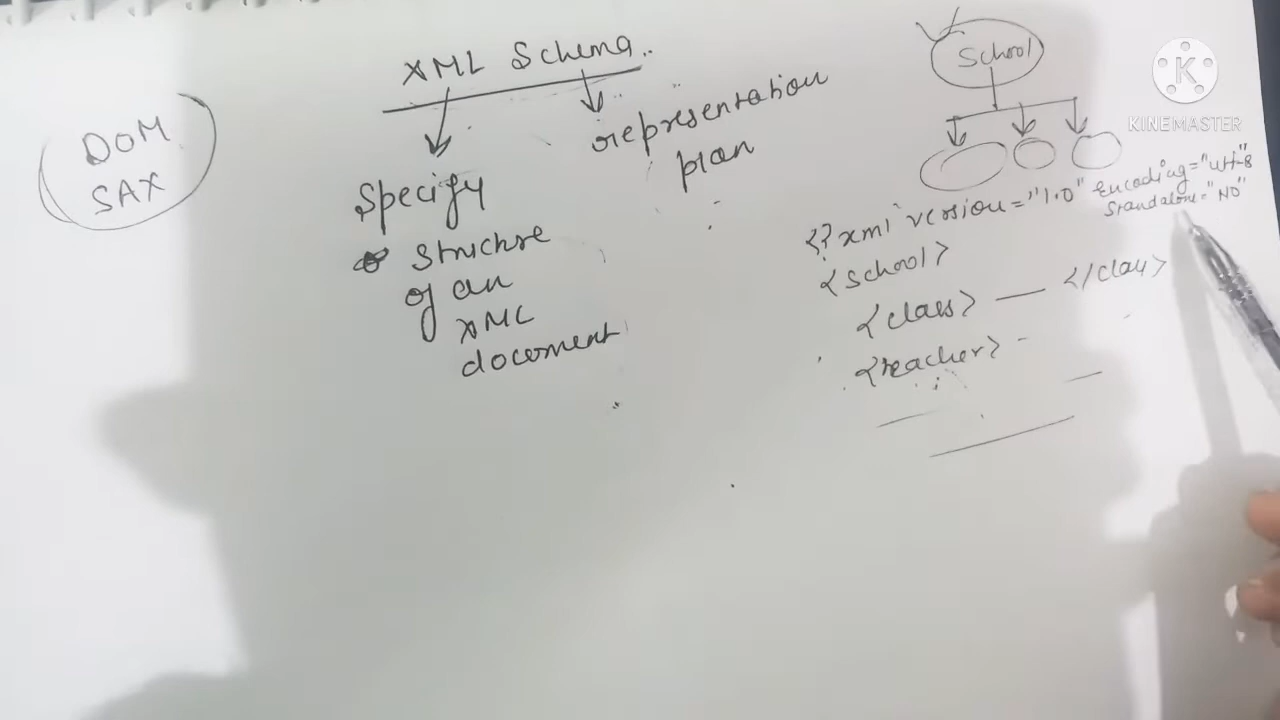 XML Schema..
DOM
SAX
Specify
structure
of an
XML
document
representation
plan
School
<?xml version="1.0" Encoding="utf-8"
Standalone="NO"
<School>
<class> — </class>
<teacher> -
K
KINEMASTER